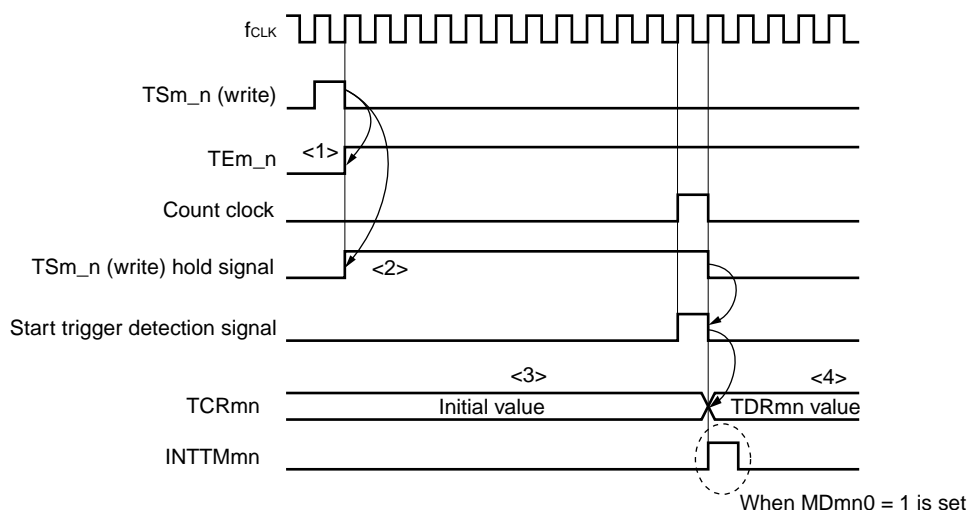 fCLK
TSm_n (write)
<1>
TEm_n
Count clock
TSm_n (write) hold signal
<2>
Start trigger detection signal
<3>
<4>
TCRmn
Initial value
TDRmn value
INTTMmn
When MDmn0 = 1 is set